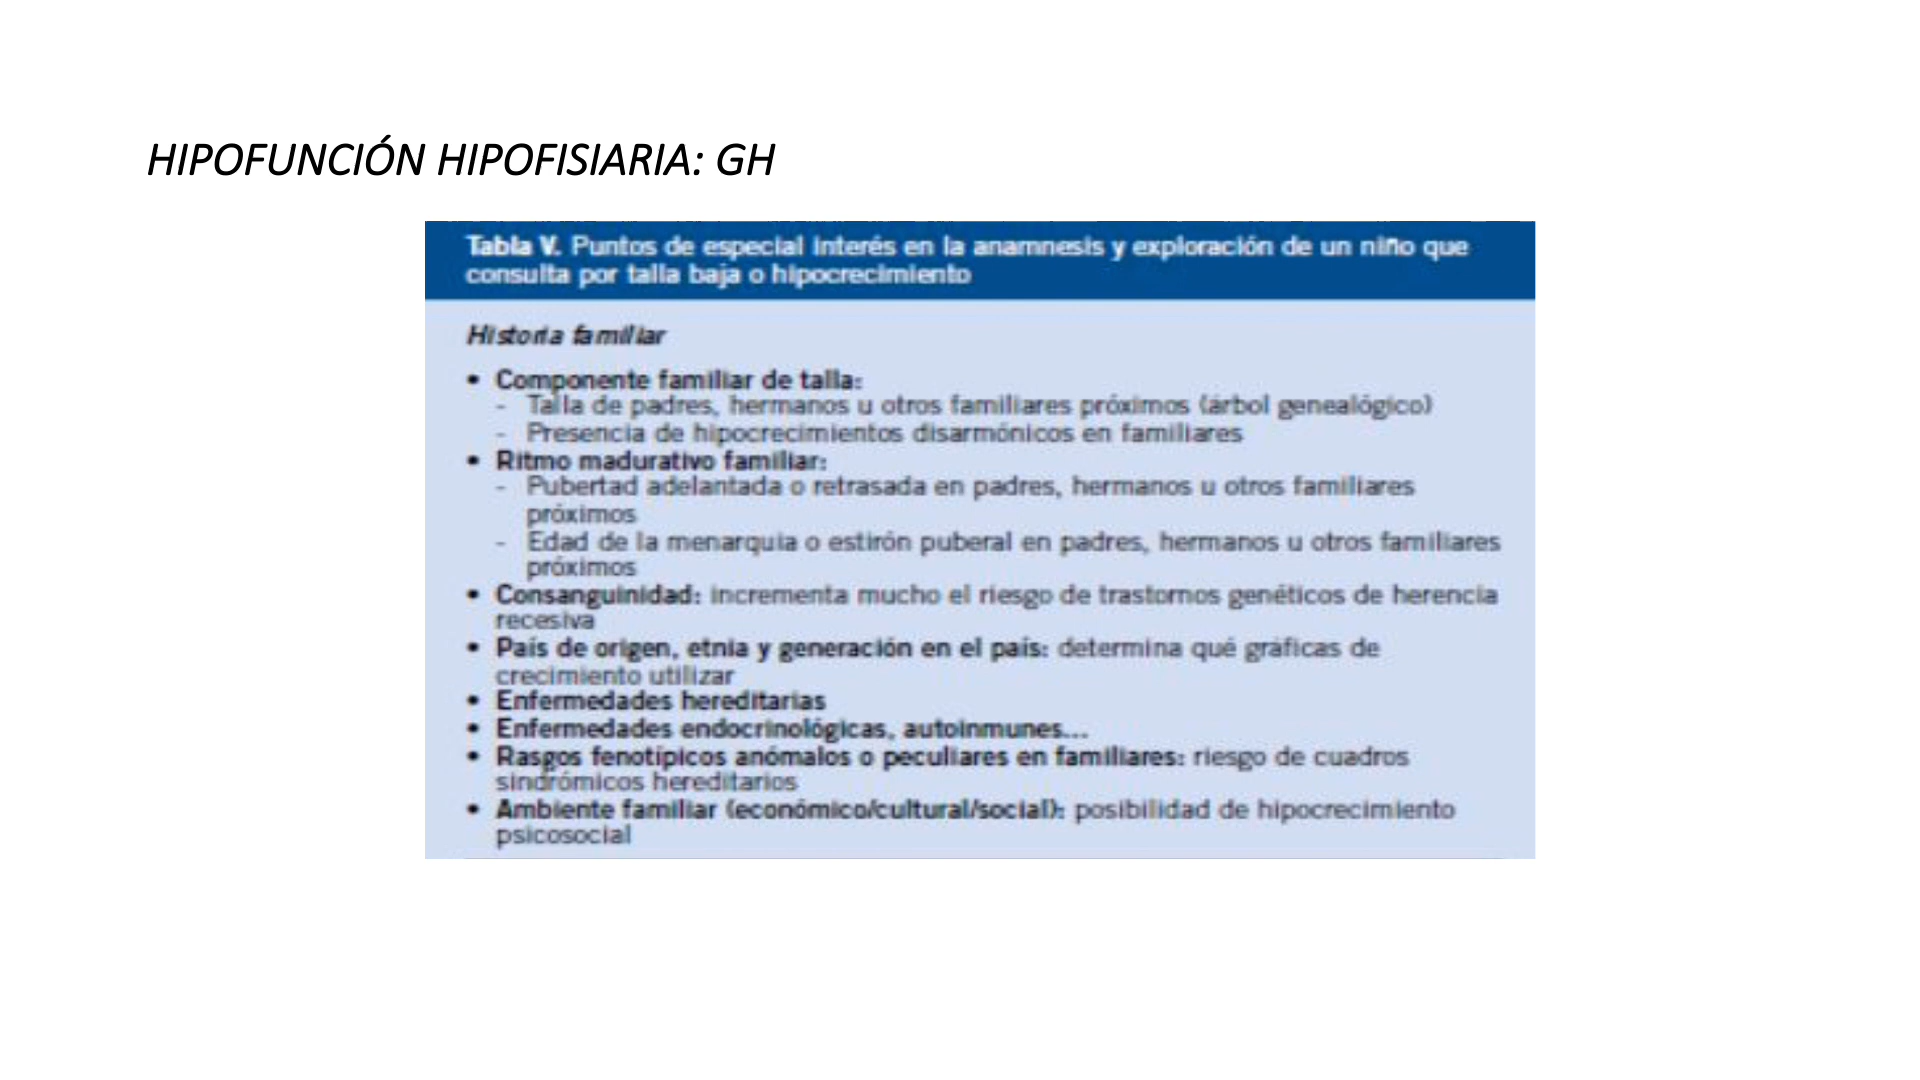 HIPOFUNCIÓN HIPOFISIARIA: GH
Tabla V. Puntos de especial interés en la anamnesis y exploración de un niño que
consulta por talla baja o hipocrecimiento
Historia familiar
• Componente familiar de talla:
- Talla de padres, hermanos u otros familiares próximos (árbol genealógico)
- Presencia de hipocrecimientos disarmónicos en familiares
• Ritmo madurativo familiar:
- Pubertad adelantada o retrasada en padres, hermanos u otros familiares
próximos
- Edad de la menarquia o estirón puberal en padres, hermanos u otros familiares
próximos
• Consanguinidad: incrementa mucho el riesgo de trastornos genéticos de herencia
recesiva
• País de origen, etnia y generación en el país: determina qué gráficas de
crecimiento utilizar
• Enfermedades hereditarias
• Enfermedades endocrinológicas, autoinmunes...
• Rasgos fenotípicos anómalos o peculiares en familiares: riesgo de cuadros
sindrómicos hereditarios
• Ambiente familiar (económico/cultural/social): posibilidad de hipocrecimiento
psicosocial